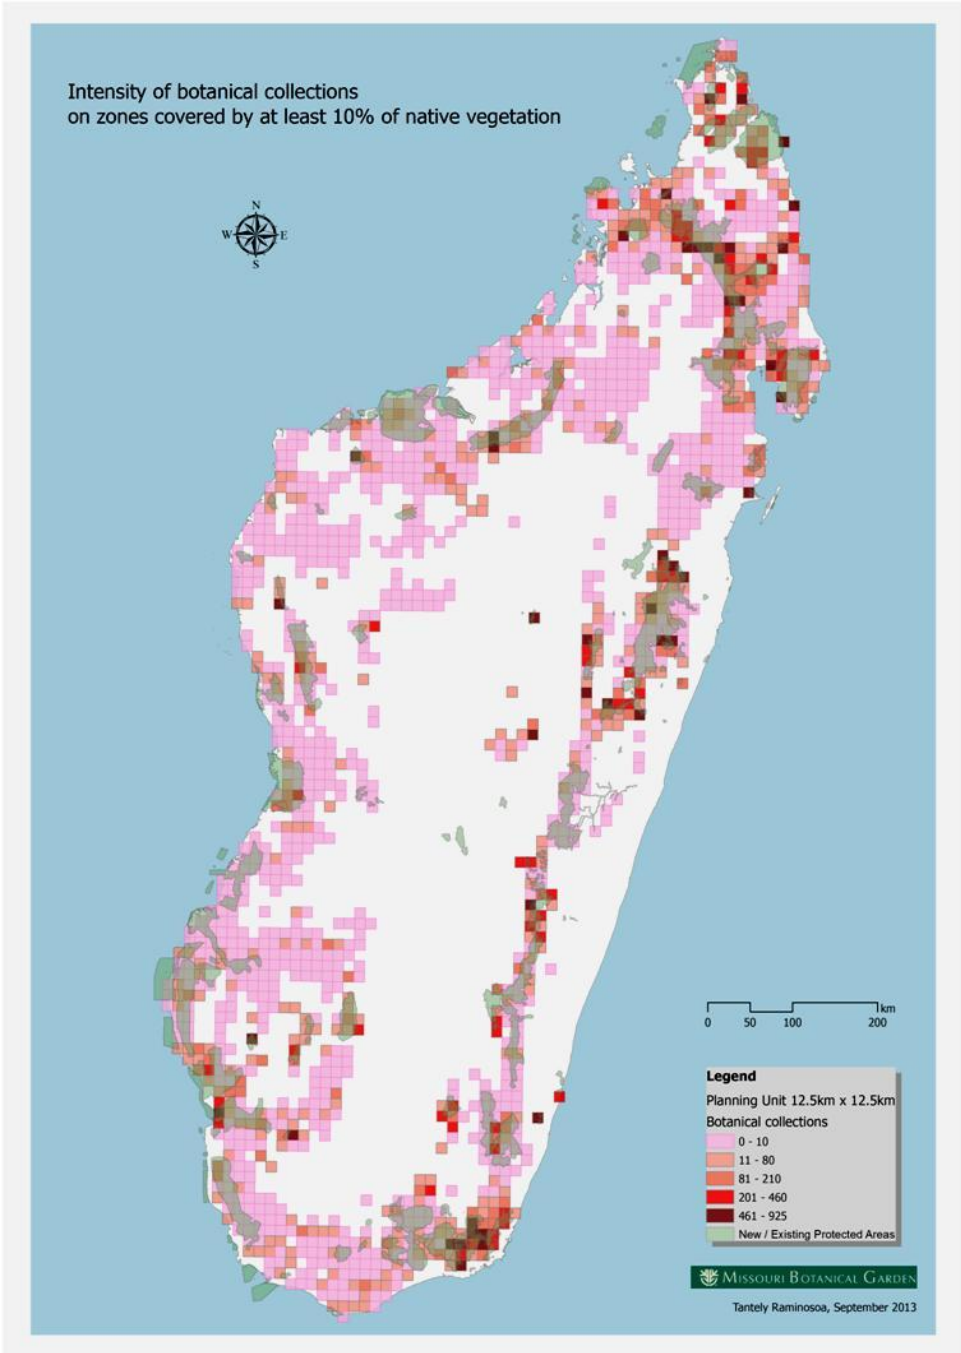 Intensity of botanical collections
on zones covered by at least 10% of native vegetation
N
W E
S
km
0 50 100 200
Legend
Planning Unit 12.5km x 12.5km
Botanical collections
0 - 10
11 - 80
81 - 210
201 - 460
461 - 925
New / Existing Protected Areas
MISSOURI BOTANICAL GARDEN
Tantely Raminosoa, September 2013